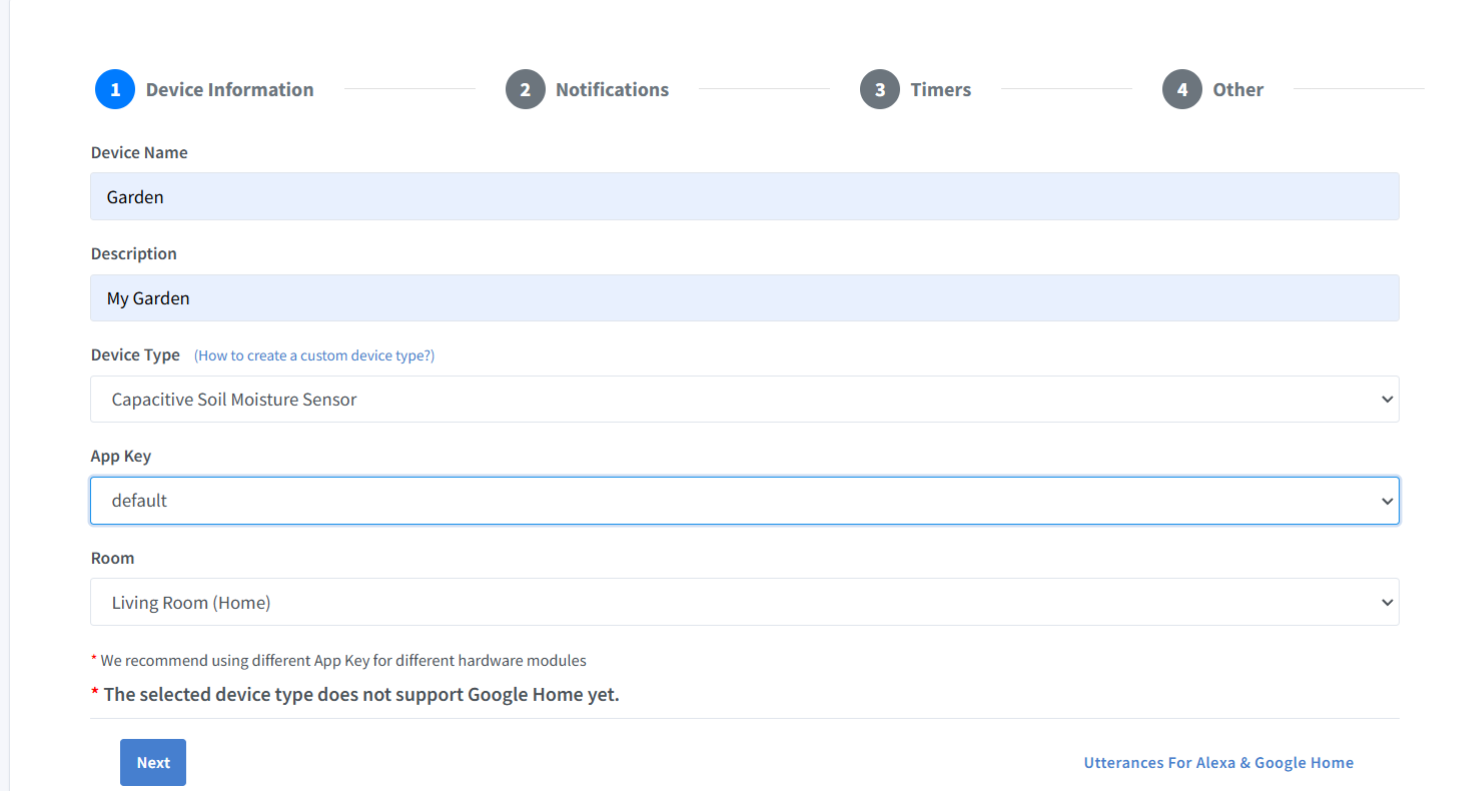 1 Device Information 2 Notifications 3 Timers 4 Other
Device Name
Garden
Description
My Garden
Device Type (How to create a custom device type?)
Capacitive Soil Moisture Sensor
App Key
default
Room
Living Room (Home)
* We recommend using different App Key for different hardware modules
* The selected device type does not support Google Home yet.
Next Utterances For Alexa & Google Home